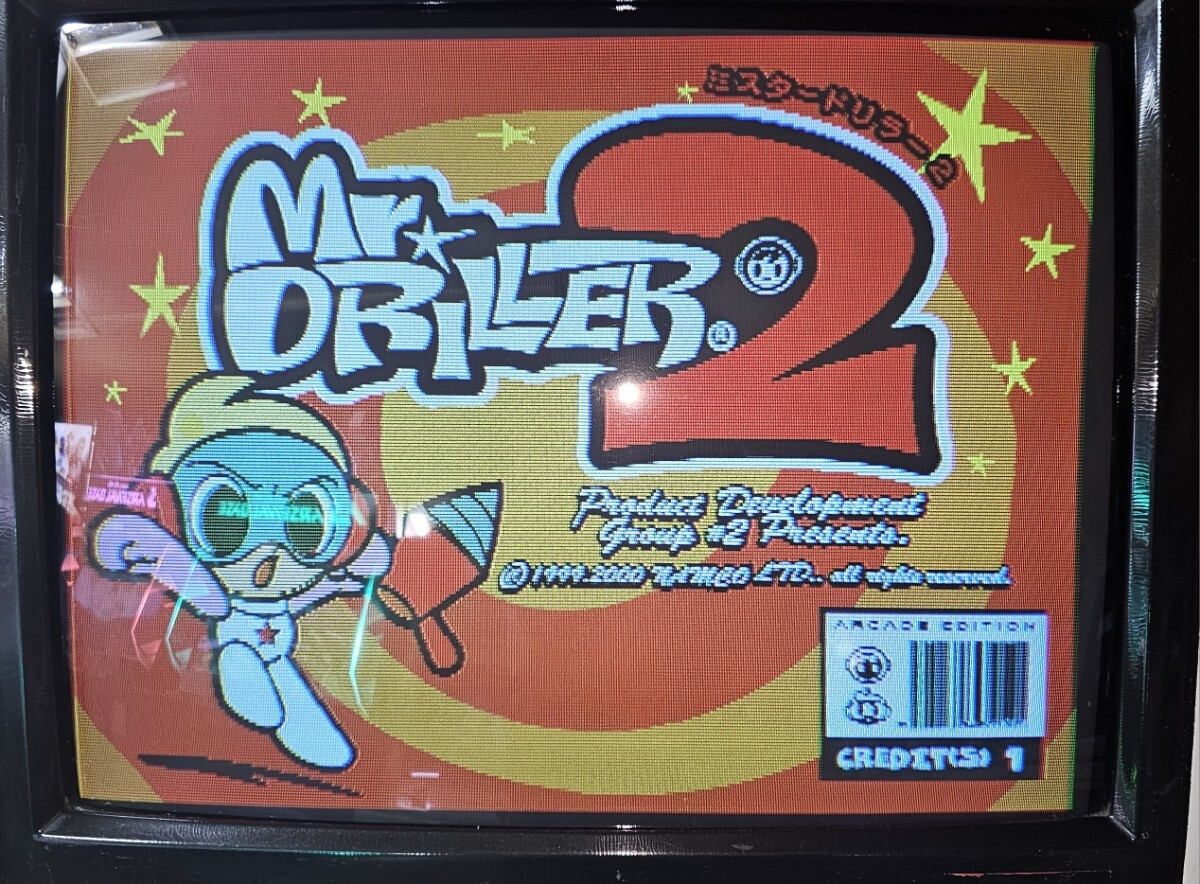 ミスタードリラー2
Mr.
DRILLER
2
®
Product Development
Group #2 Presents.
©1999.2000 NAMCO LTD., all rights reserved.
ARCADE EDITION
CREDIT(S) 1